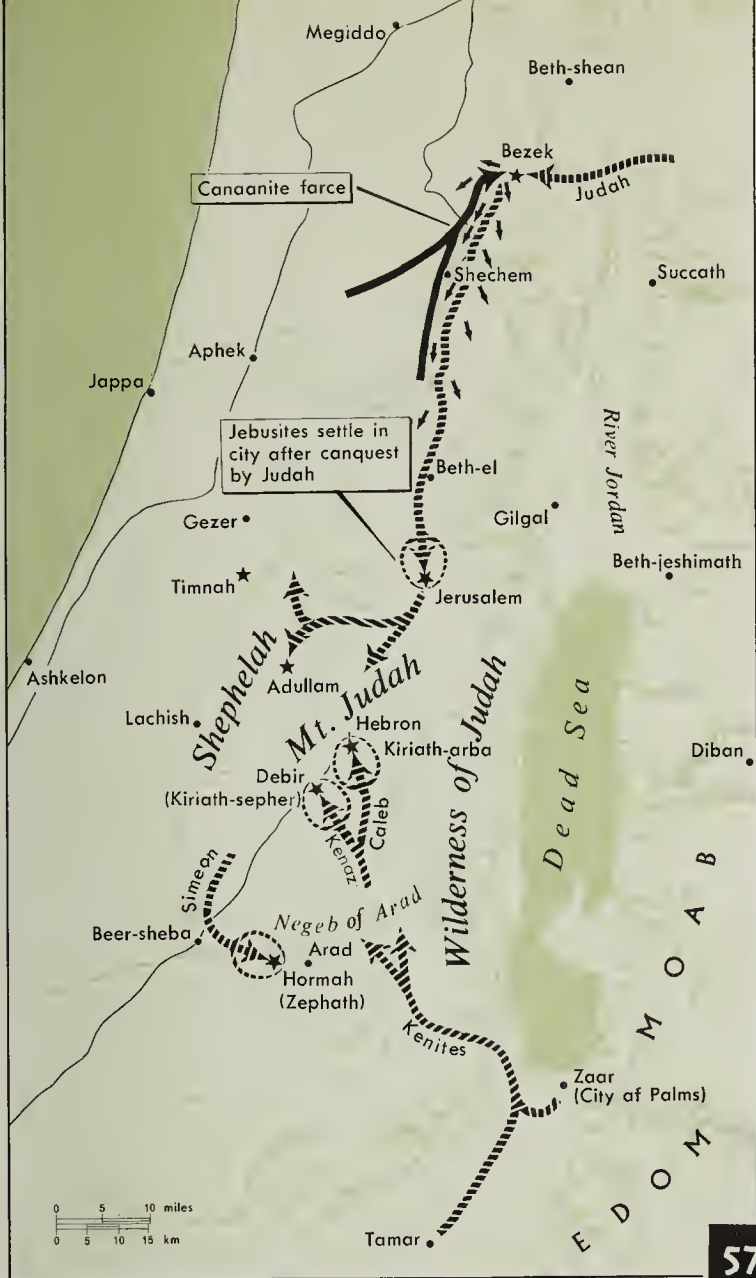 Megiddo
Beth-shean
Bezek
Judah
Canaanite farce
Shechem
Succath
Aphek
Jappa
Jebusites settle in
city after canquest
by Judah
Beth-el
River Jordan
Gezer
Gilgal
Timnah
Beth-jeshimath
Jerusalem
Ashkelon
Shephelah
Adullam
Mt. Judah
Wilderness of Judah
Dead Sea
Lachish
Hebron
Kiriath-arba
Diban
Debir
(Kiriath-sepher)
Caleb
Kenaz
Simean
Negeb of Arad
Beer-sheba
Arad
Hormah
(Zephath)
MOAB
Kenites
Zaar
(City af Palms)
EDOM
0 5 10 miles
0 5 10 15 km
Tamar
57